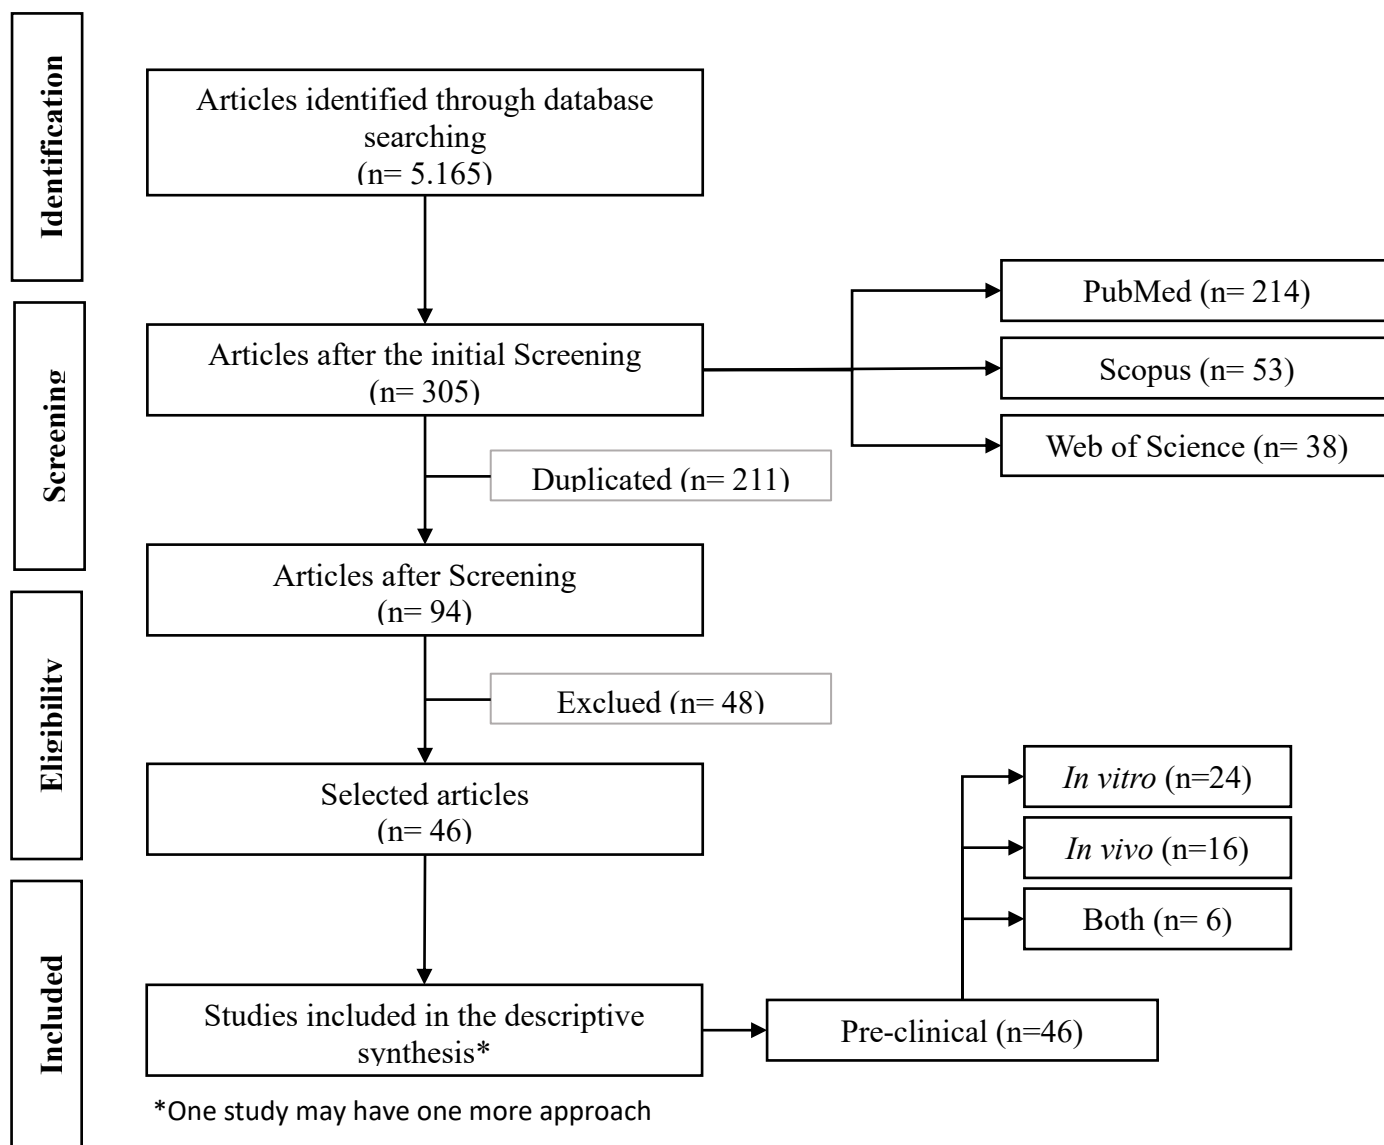 Identification
Articles identified through database
searching
(n= 5.165)
PubMed (n= 214)
Screening
Articles after the initial Screening
(n= 305)
Scopus (n= 53)
Web of Science (n= 38)
Duplicated (n= 211)
Articles after Screening
(n= 94)
Eligibility
Exclued (n= 48)
Selected articles
(n= 46)
In vitro (n=24)
In vivo (n=16)
Both (n= 6)
Included
Studies included in the descriptive
synthesis*
Pre-clinical (n=46)
*One study may have one more approach